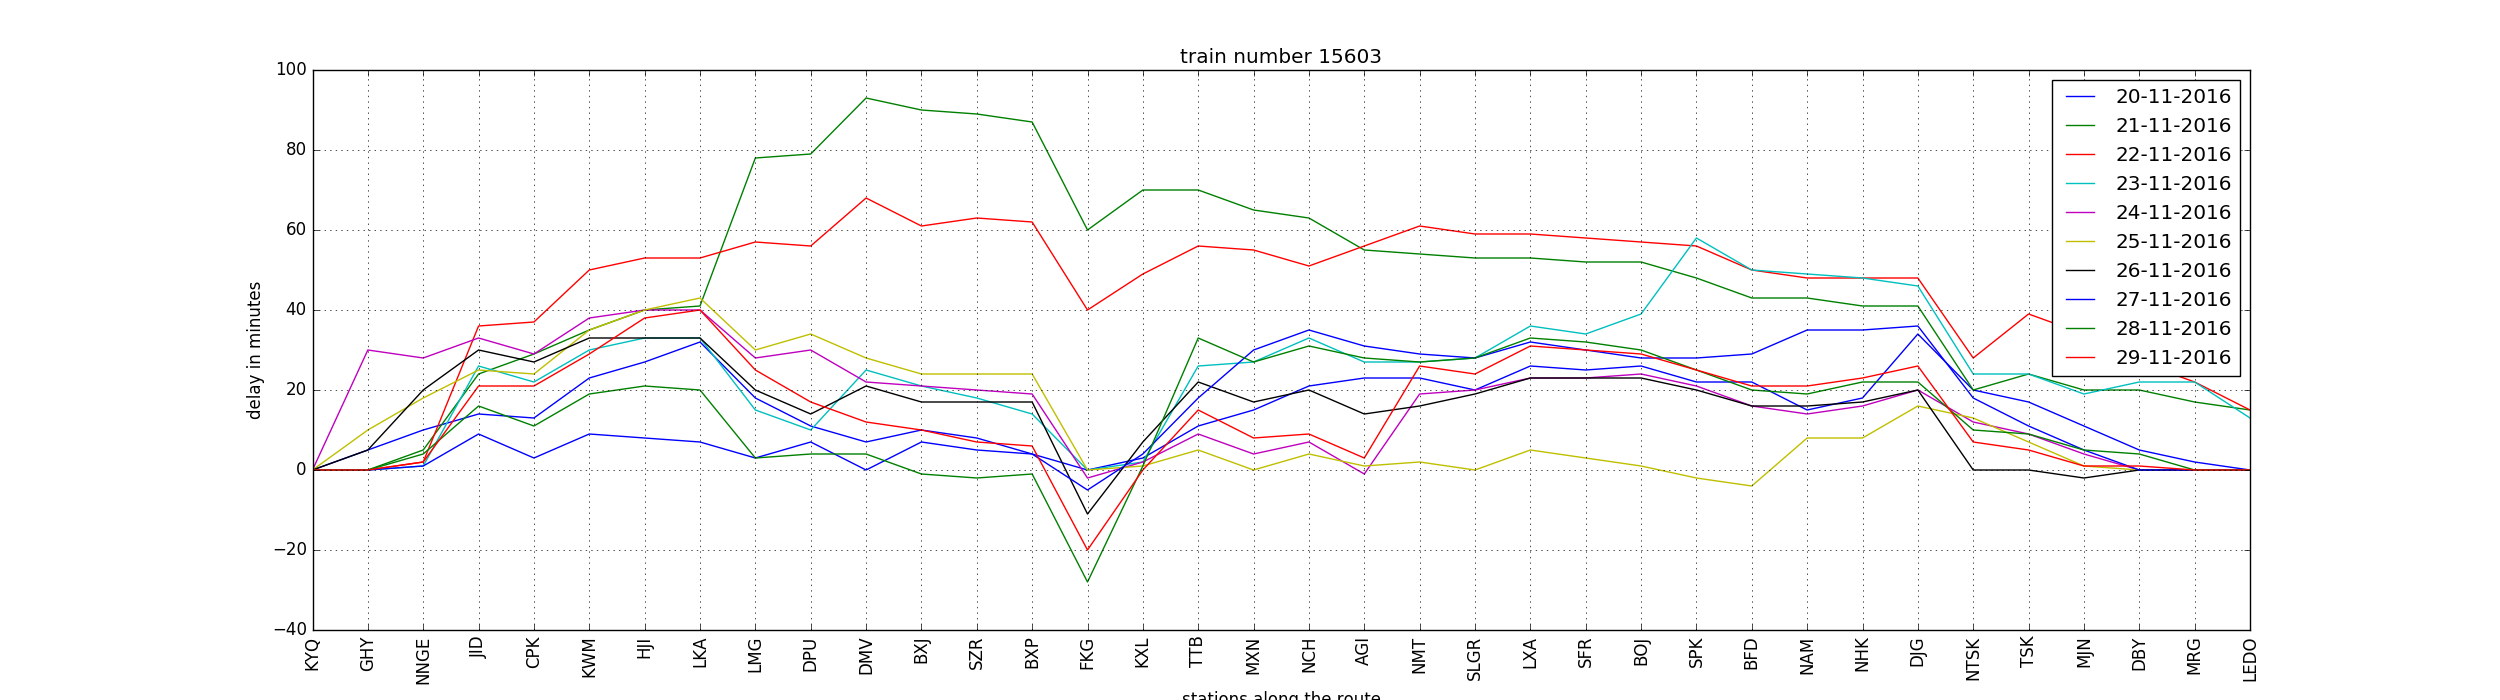 train number 15603
100
80
60
40
20
0
−20
−40
delay in minutes
20-11-2016
21-11-2016
22-11-2016
23-11-2016
24-11-2016
25-11-2016
26-11-2016
27-11-2016
28-11-2016
29-11-2016
KYQ
GHY
NNGE
JID
CPK
KWM
HJI
LKA
LMG
DPU
DMV
BXJ
SZR
BXP
FKG
KXL
TTB
MXN
NCH
AGI
NMT
SLGR
LXA
SFR
BOJ
SPK
BFD
NAM
NHK
DJG
NTSK
TSK
MJN
DBY
MRG
LEDO
stations along the route